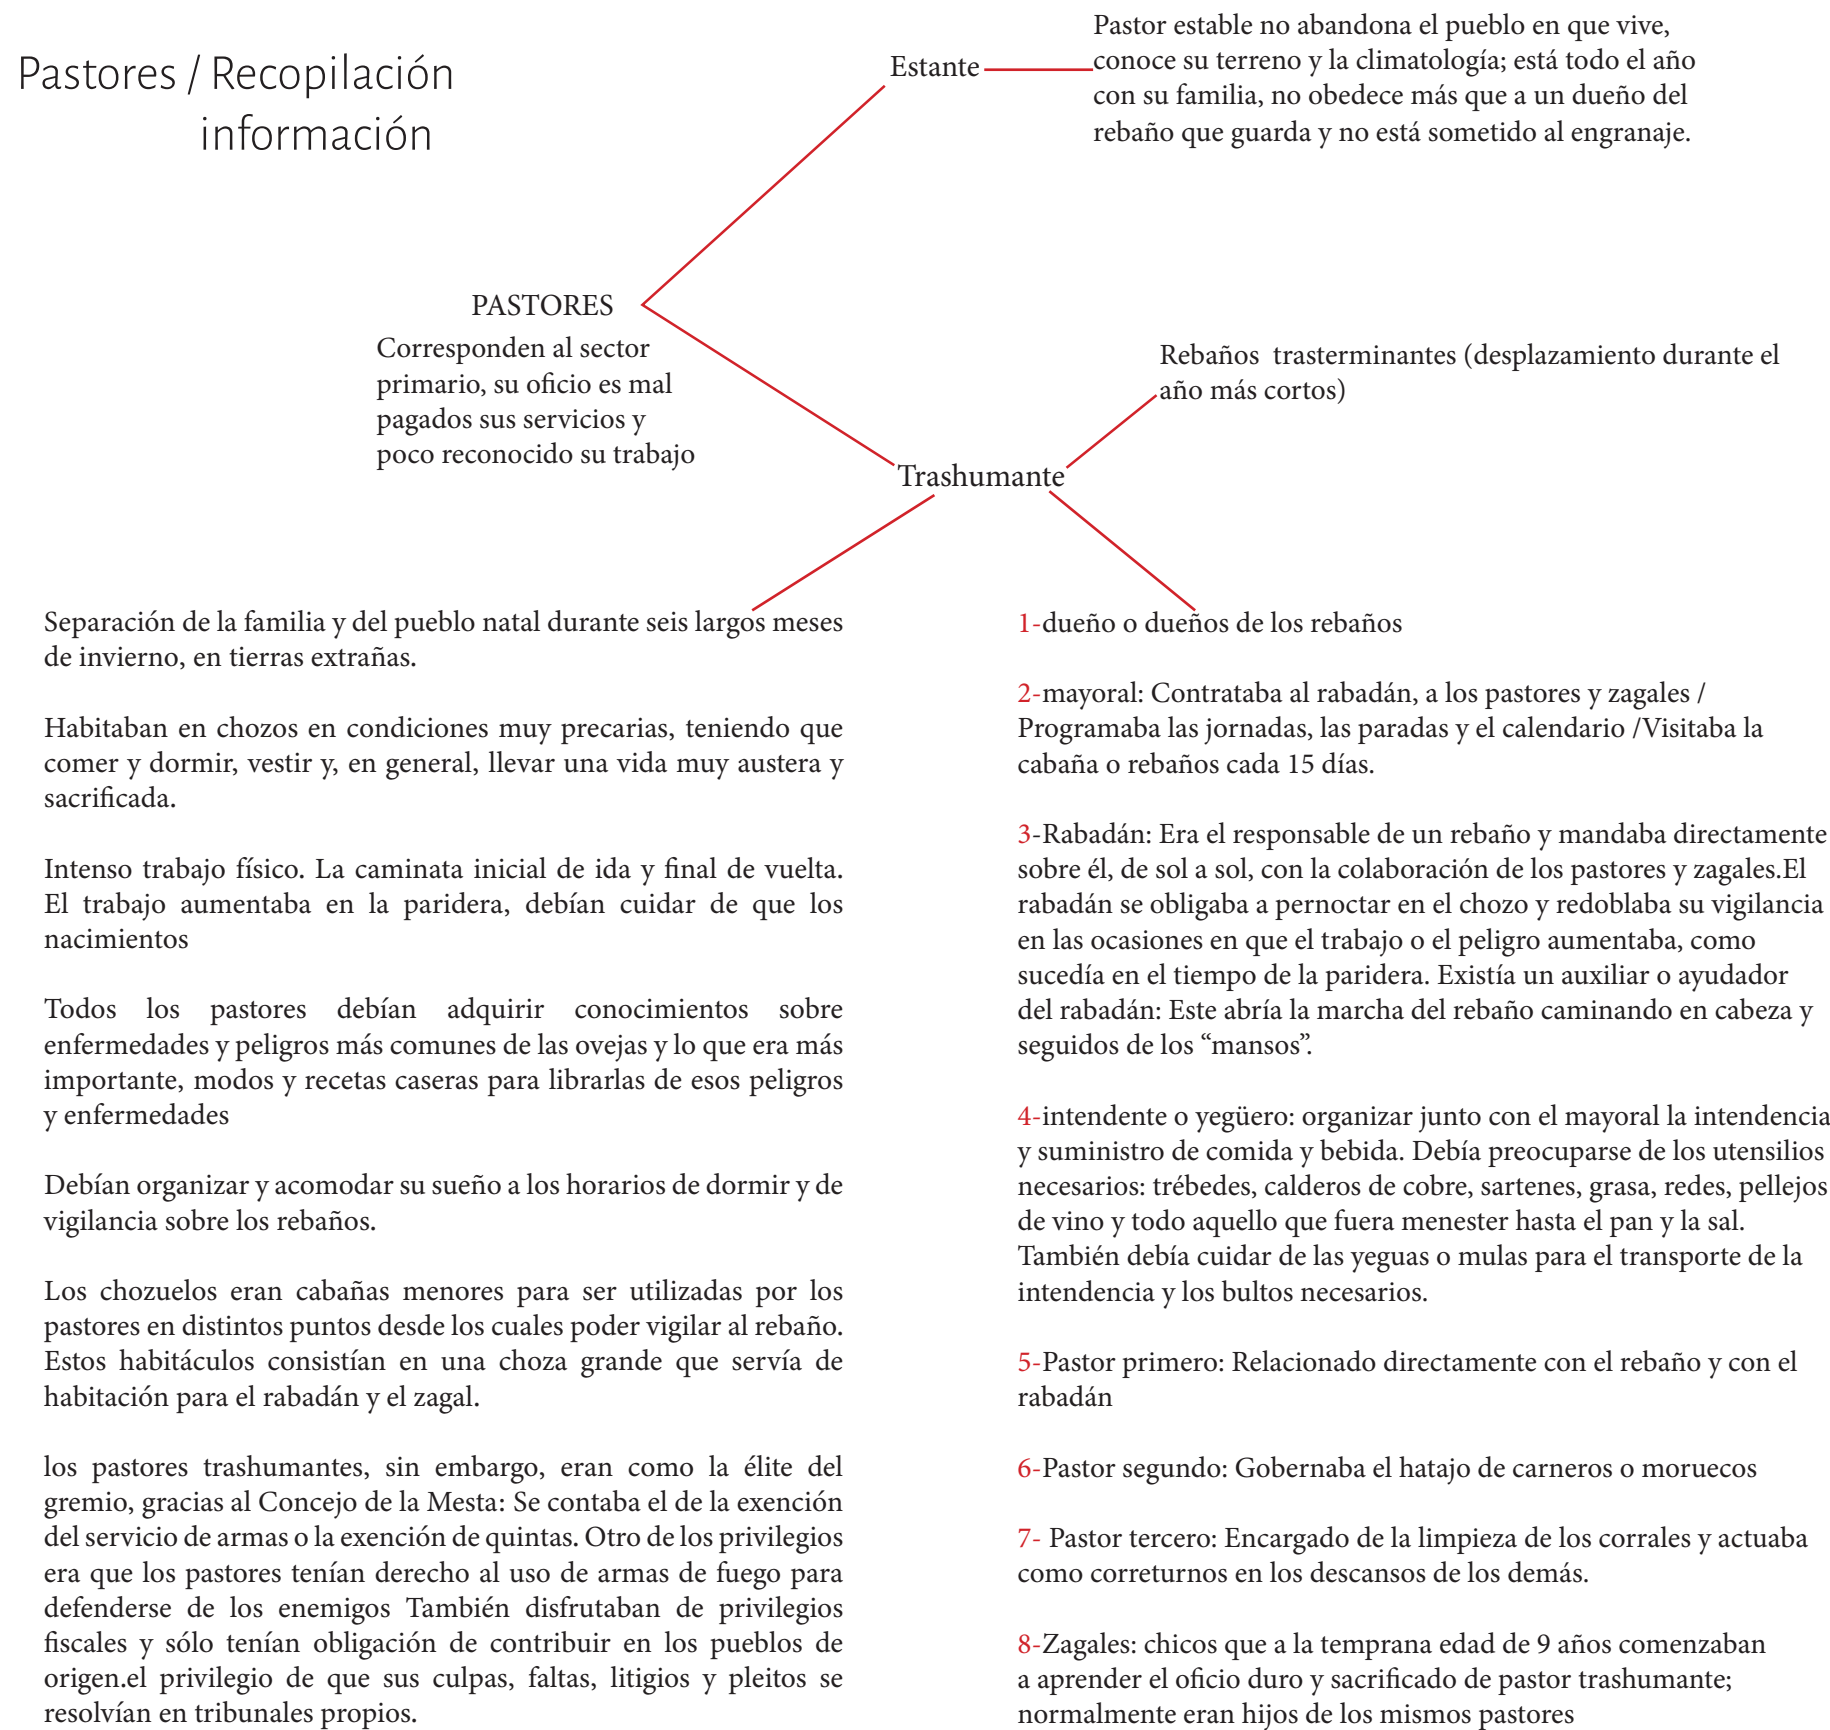 Pastores / Recopilación
información
Estante
Pastor estable no abandona el pueblo en que vive,
conoce su terreno y la climatología; está todo el año
con su familia, no obedece más que a un dueño del
rebaño que guarda y no está sometido al engranaje.
PASTORES
Corresponden al sector
primario, su oficio es mal
pagados sus servicios y
poco reconocido su trabajo
Rebaños  trasterminantes (desplazamiento durante el
año más cortos)
Trashumante
Separación de la familia y del pueblo natal durante seis largos meses
de invierno, en tierras extrañas.
Habitaban en chozos en condiciones muy precarias, teniendo que
comer y dormir, vestir y, en general, llevar una vida muy austera y
sacrificada.
Intenso trabajo físico. La caminata inicial de ida y final de vuelta.
El trabajo aumentaba en la paridera, debían cuidar de que los
nacimientos
Todos los pastores debían adquirir conocimientos sobre
enfermedades y peligros más comunes de las ovejas y lo que era más
importante, modos y recetas caseras para librarlas de esos peligros
y enfermedades
Debían organizar y acomodar su sueño a los horarios de dormir y de
vigilancia sobre los rebaños.
Los chozuelos eran cabañas menores para ser utilizadas por los
pastores en distintos puntos desde los cuales poder vigilar al rebaño.
Estos habitáculos consistían en una choza grande que servía de
habitación para el rabadán y el zagal.
los pastores trashumantes, sin embargo, eran como la élite del
gremio, gracias al Concejo de la Mesta: Se contaba el de la exención
del servicio de armas o la exención de quintas. Otro de los privilegios
era que los pastores tenían derecho al uso de armas de fuego para
defenderse de los enemigos También disfrutaban de privilegios
fiscales y sólo tenían obligación de contribuir en los pueblos de
origen.el privilegio de que sus culpas, faltas, litigios y pleitos se
resolvían en tribunales propios.
1-dueño o dueños de los rebaños
2-mayoral: Contrataba al rabadán, a los pastores y zagales /
Programaba las jornadas, las paradas y el calendario /Visitaba la
cabaña o rebaños cada 15 días.
3-Rabadán: Era el responsable de un rebaño y mandaba directamente
sobre él, de sol a sol, con la colaboración de los pastores y zagales.El
rabadán se obligaba a pernoctar en el chozo y redoblaba su vigilancia
en las ocasiones en que el trabajo o el peligro aumentaba, como
sucedía en el tiempo de la paridera. Existía un auxiliar o ayudador
del rabadán: Este abría la marcha del rebaño caminando en cabeza y
seguidos de los “mansos”.
4-intendente o yegüero: organizar junto con el mayoral la intendencia
y suministro de comida y bebida. Debía preocuparse de los utensilios
necesarios: trébedes, calderos de cobre, sartenes, grasa, redes, pellejos
de vino y todo aquello que fuera menester hasta el pan y la sal.
También debía cuidar de las yeguas o mulas para el transporte de la
intendencia y los bultos necesarios.
5-Pastor primero: Relacionado directamente con el rebaño y con el
rabadán
6-Pastor segundo: Gobernaba el hatajo de carneros o moruecos
7- Pastor tercero: Encargado de la limpieza de los corrales y actuaba
como correturnos en los descansos de los demás.
8-Zagales: chicos que a la temprana edad de 9 años comenzaban
a aprender el oficio duro y sacrificado de pastor trashumante;
normalmente eran hijos de los mismos pastores